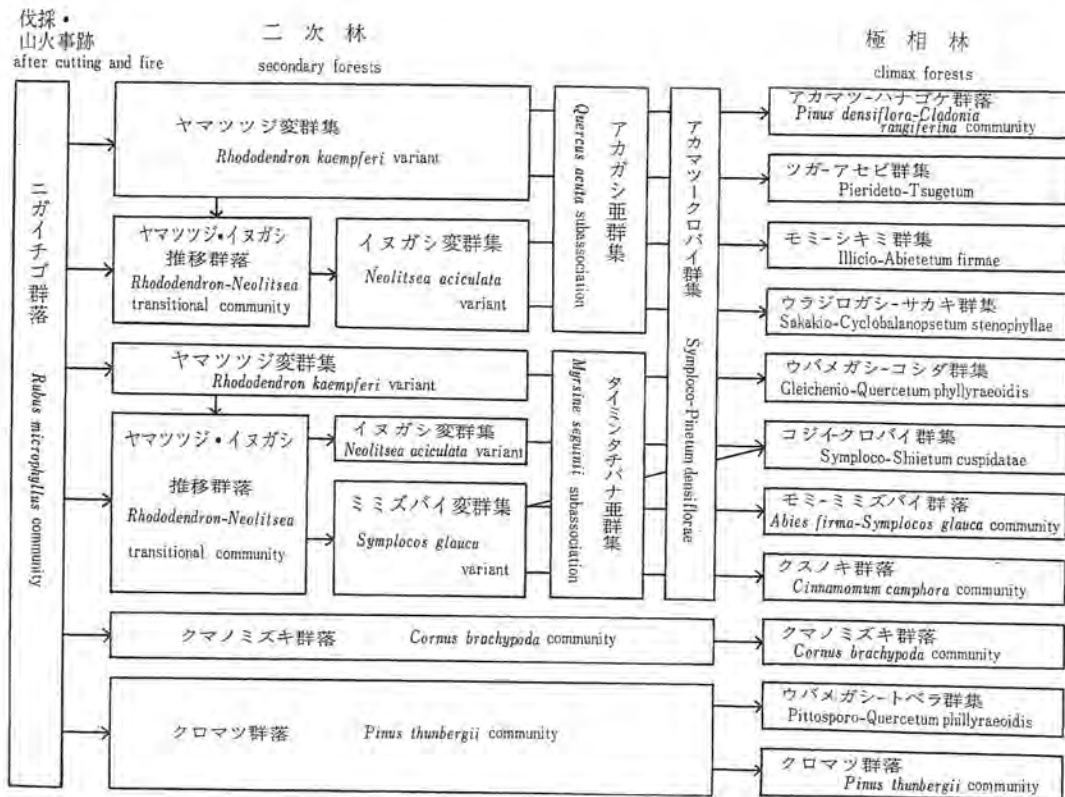 伐採・
山火事跡
after cutting and fire
二次林
secondary forests
極相林
climax forests
ニガイチゴ群落 Rubus microphyllus community
ヤマツツジ変群集
Rhododendron kaempferi variant
ヤマツツジ・イヌガシ
推移群落
Rhododendron-Neolitsea
transitional community
イヌガシ変群集
Neolitsea aciculata
variant
ヤマツツジ変群集
Rhododendron kaempferi variant
ヤマツツジ・イヌガシ
推移群落
Rhododendron-Neolitsea
transitional community
イヌガシ変群集
Neolitsea aciculata variant
ミミズバイ変群集
Symplocos glauca
variant
クマノミズキ群落 Cornus brachypoda community
クロマツ群落 Pinus thunbergii community
アカガシ亜群集
Quercus acuta subassociation
タイミンタチバナ亜群集
Myrsine seguinii subassociation
アカマツ-クロバイ群集 Symploco-Pinetum densiflorae
アカマツ-ハナゴケ群落
Pinus densiflora-Cladonia
rangiferina community
ツガ-アセビ群集
Pierideto-Tsugetum
モミ-シキミ群集
Illicio-Abietetum firmae
ウラジロガシ-サカキ群集
Sakakio-Cyclobalanopsetum stenophyllae
ウバメガシ-コシダ群集
Gleichenio-Quercetum phyllyraeoidis
コジイ-クロバイ群集
Symploco-Shiietum cuspidatae
モミ-ミミズバイ群落
Abies firma-Symplocos glauca community
クスノキ群落
Cinnamomum camphora community
クマノミズキ群落
Cornus brachypoda community
ウバメガシ-トベラ群集
Pittosporo-Quercetum phillyraeoidis
クロマツ群落
Pinus thunbergii community